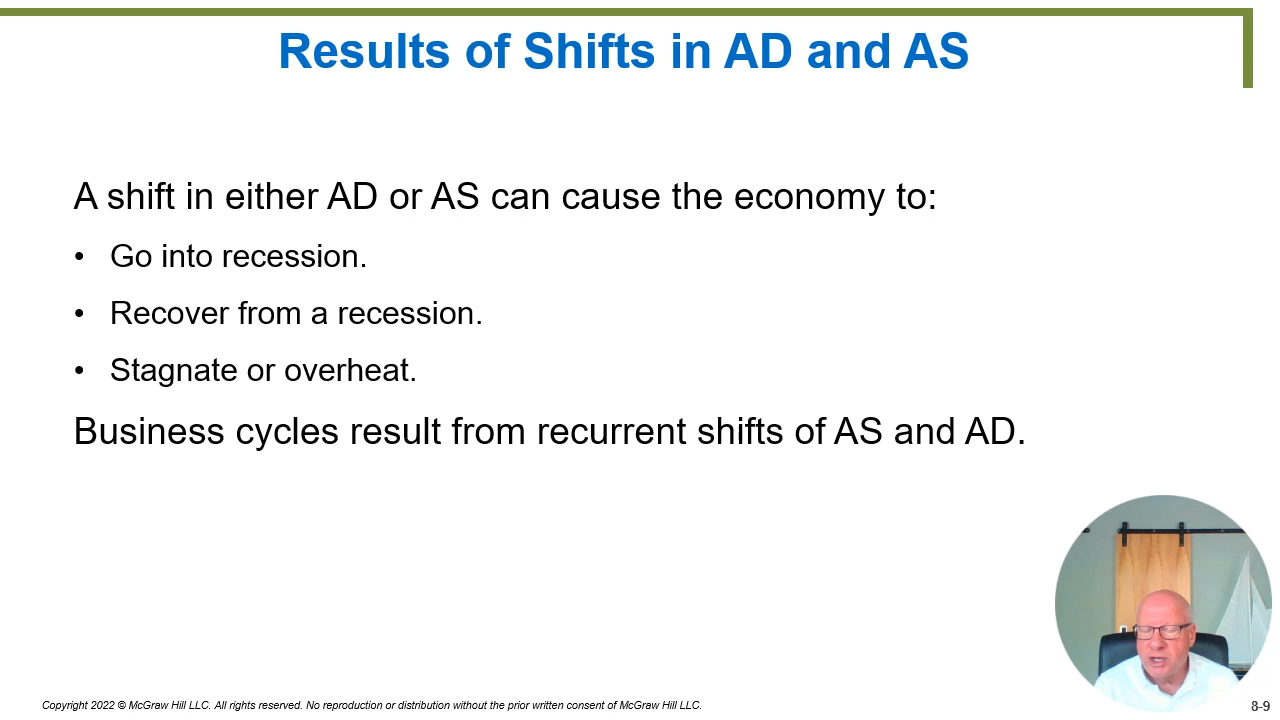 Results of Shifts in AD and AS
A shift in either AD or AS can cause the economy to:
• Go into recession.
• Recover from a recession.
• Stagnate or overheat.
Business cycles result from recurrent shifts of AS and AD.
Copyright 2022 © McGraw Hill LLC. All rights reserved. No reproduction or distribution without the prior written consent of McGraw Hill LLC.
8-9